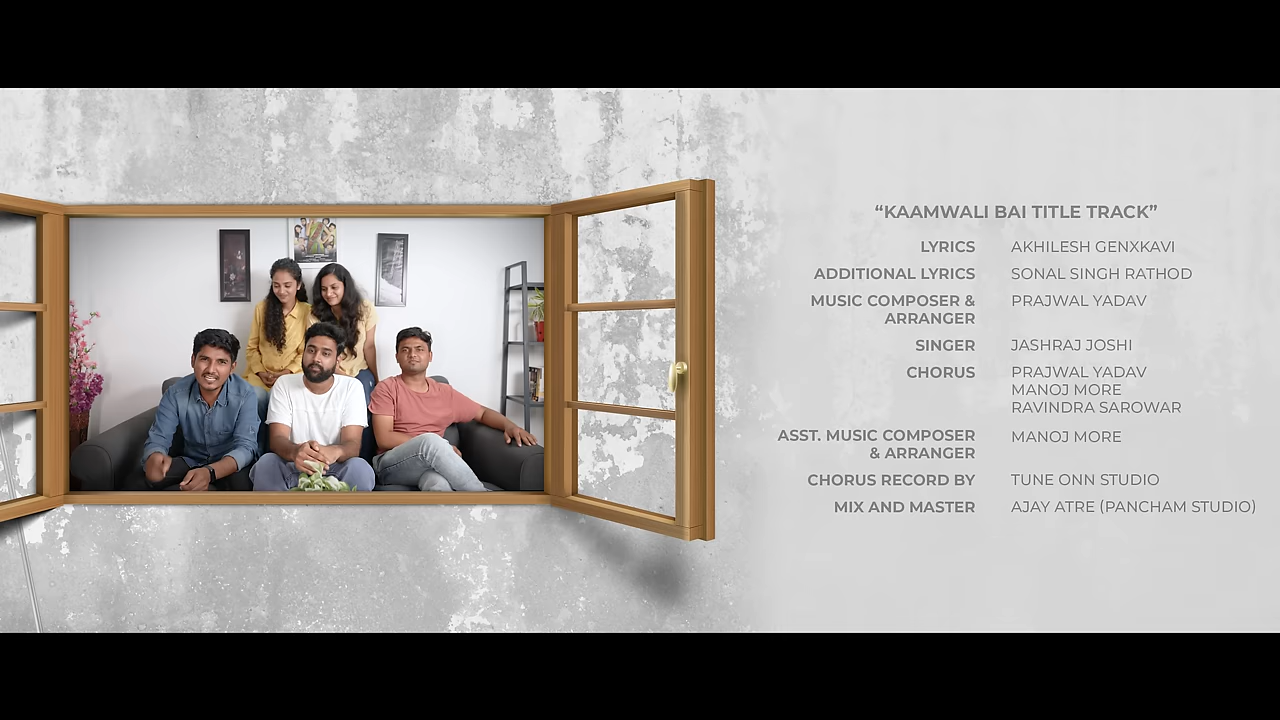 “KAAMWALI BAI TITLE TRACK”
LYRICS AKHILESH GENXKAVI
ADDITIONAL LYRICS SONAL SINGH RATHOD
MUSIC COMPOSER & PRAJWAL YADAV
ARRANGER
SINGER JASHRAJ JOSHI
CHORUS PRAJWAL YADAV
MANOJ MORE
RAVINDRA SAROWAR
ASST. MUSIC COMPOSER MANOJ MORE
& ARRANGER
CHORUS RECORD BY TUNE ONN STUDIO
MIX AND MASTER AJAY ATRE (PANCHAM STUDIO)